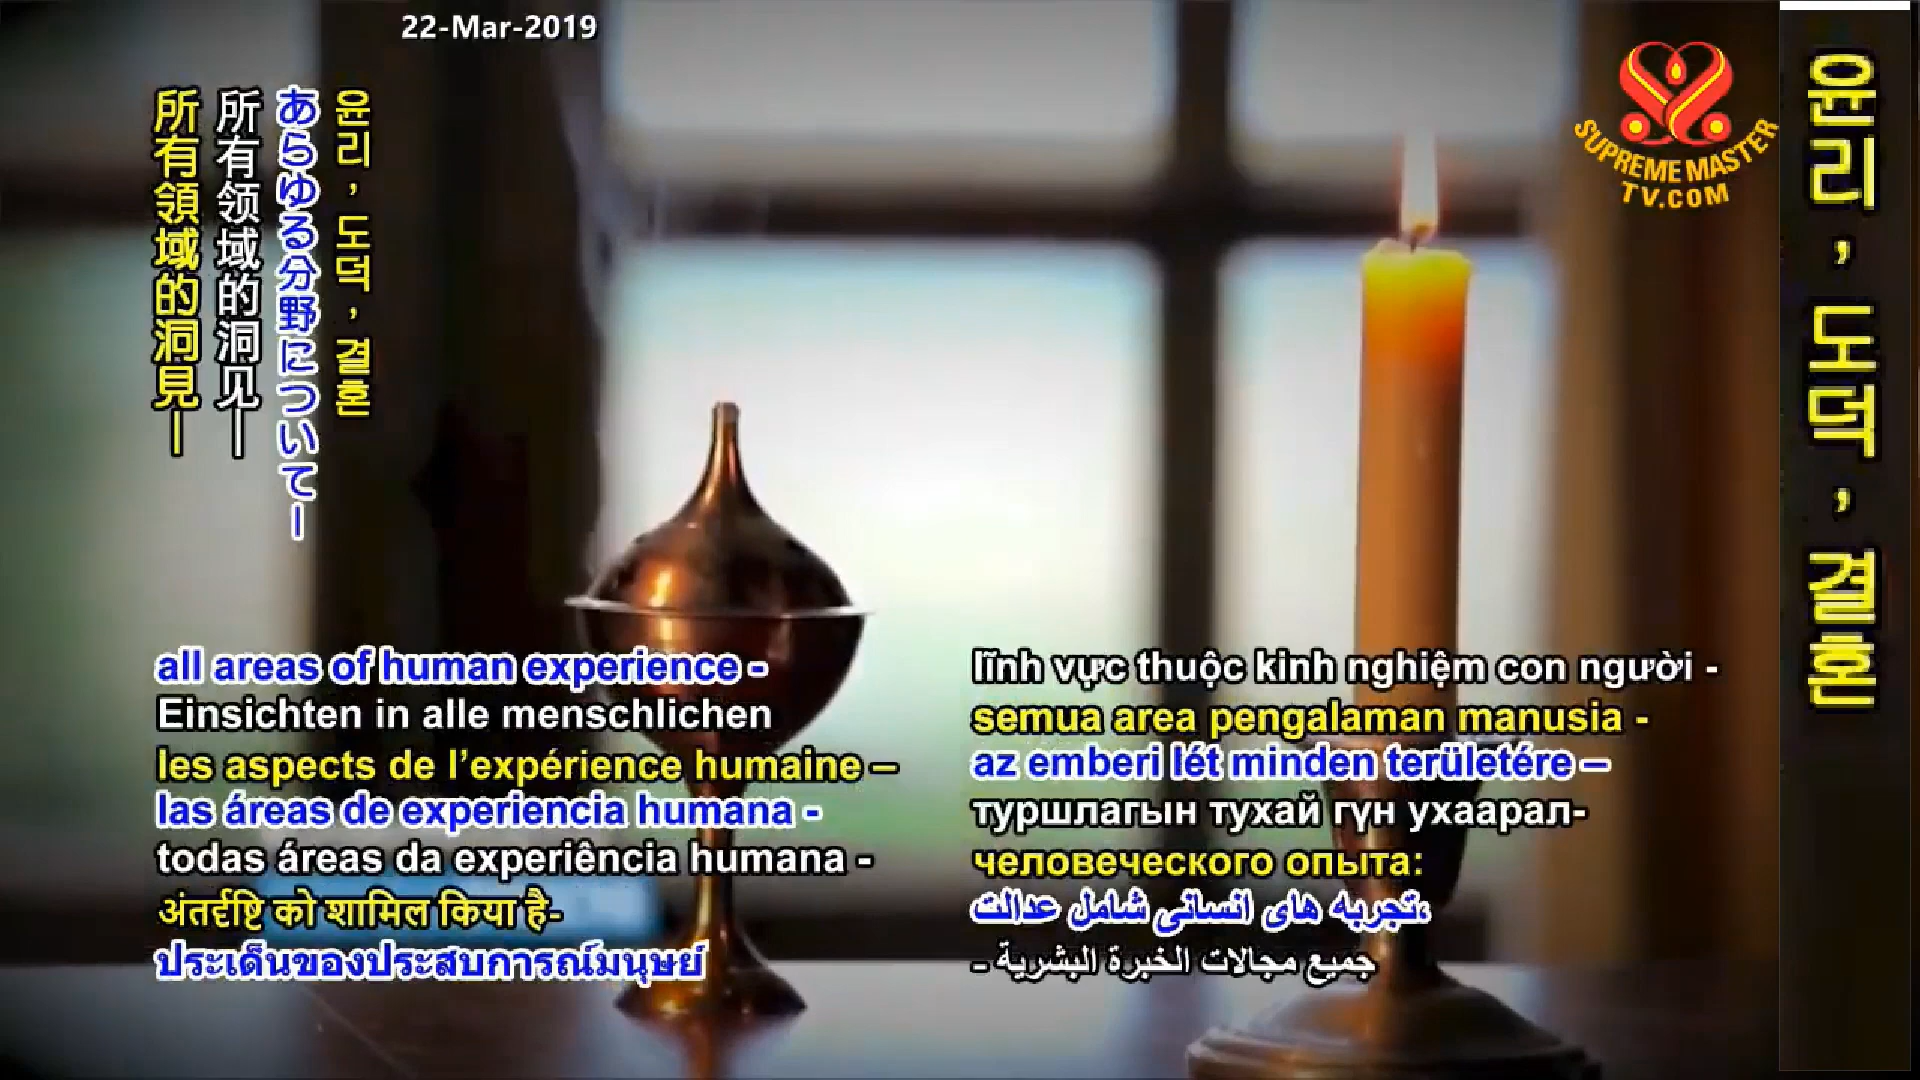 22-Mar-2019
SUPREME MASTER
TV.COM
윤리, 도덕, 결혼
윤리, 도덕, 결혼
あらゆる分野についてー
所有领域的洞见—
所有領域的洞見—
all areas of human experience -
Einsichten in alle menschlichen
les aspects de l’expérience humaine –
las áreas de experiencia humana -
todas áreas da experiência humana -
अंतर्दृष्टि को शामिल किया है-
ประเด็นของประสบการณ์มนุษย์
lĩnh vực thuộc kinh nghiệm con người -
semua area pengalaman manusia -
az emberi lét minden területére –
туршлагын тухай гүн ухаарал-
человеческого опыта:
تجربه های انسانی شامل عدالت،
جميع مجالات الخبرة البشرية -